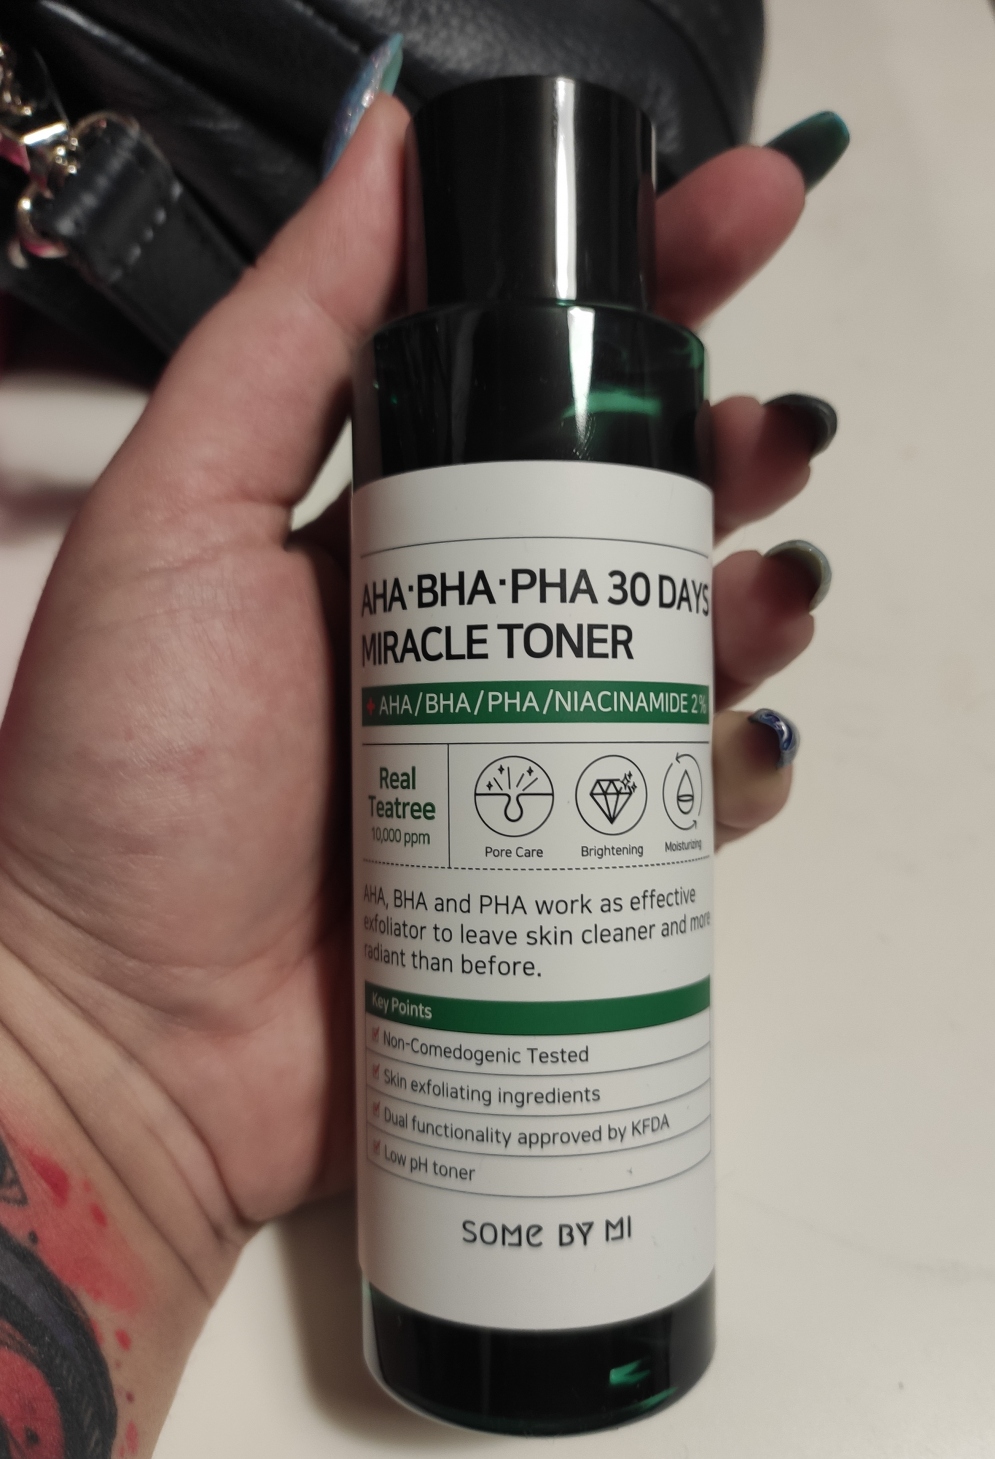 AHA·BHA·PHA 30 DAYS
MIRACLE TONER
+ AHA/BHA/PHA/NIACINAMIDE 2%
Real
Teatree
10,000 ppm
Pore Care
Brightening
Moisturizing
AHA, BHA and PHA work as effective
exfoliator to leave skin cleaner and more
radiant than before.
Key Points
Non-Comedogenic Tested
Skin exfoliating ingredients
Dual functionality approved by KFDA
Low pH toner
SOME BY MI